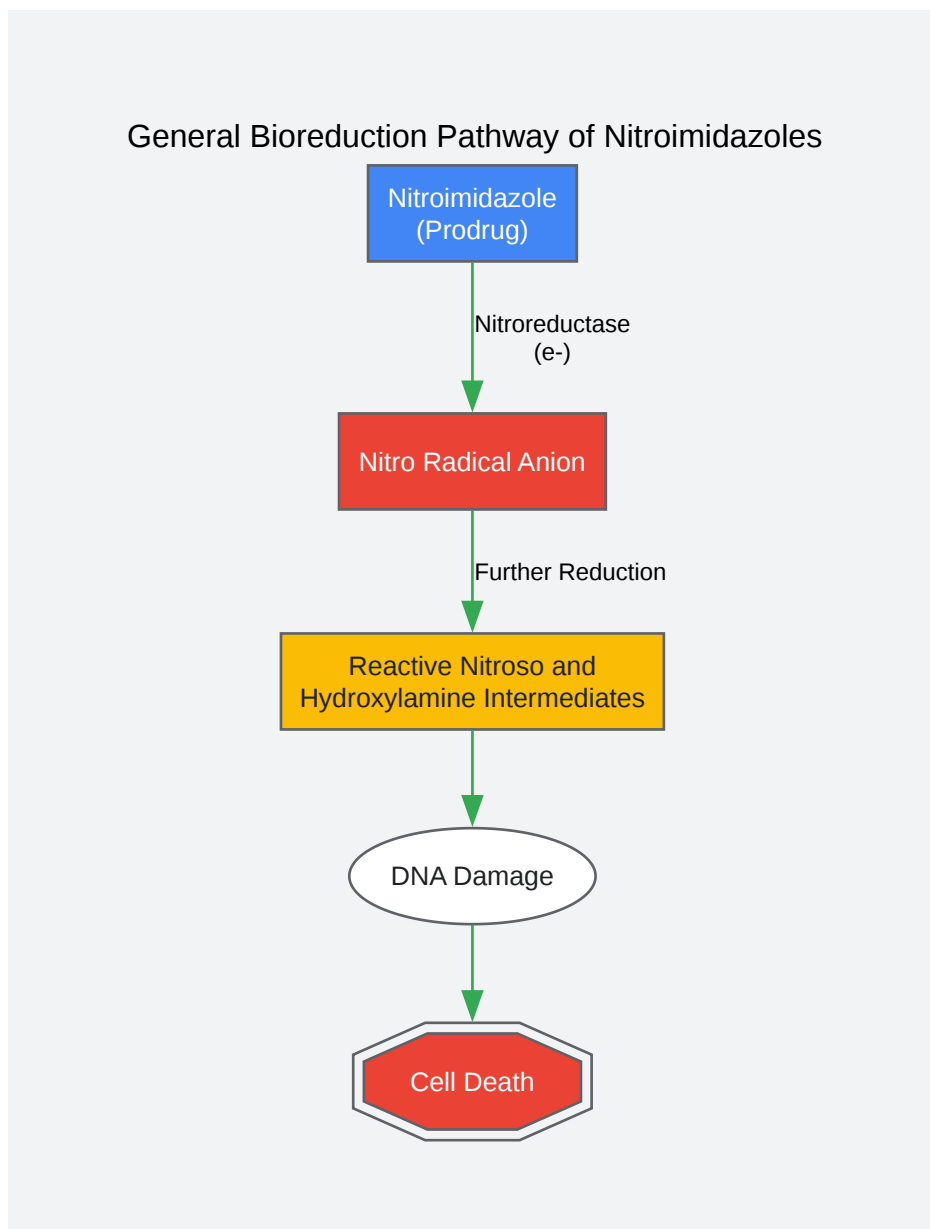 General Bioreduction Pathway of Nitroimidazoles
Nitroimidazole
(Prodrug)
Nitroreductase
(e-)
Nitro Radical Anion
Further Reduction
Reactive Nitroso and
Hydroxylamine Intermediates
DNA Damage
Cell Death